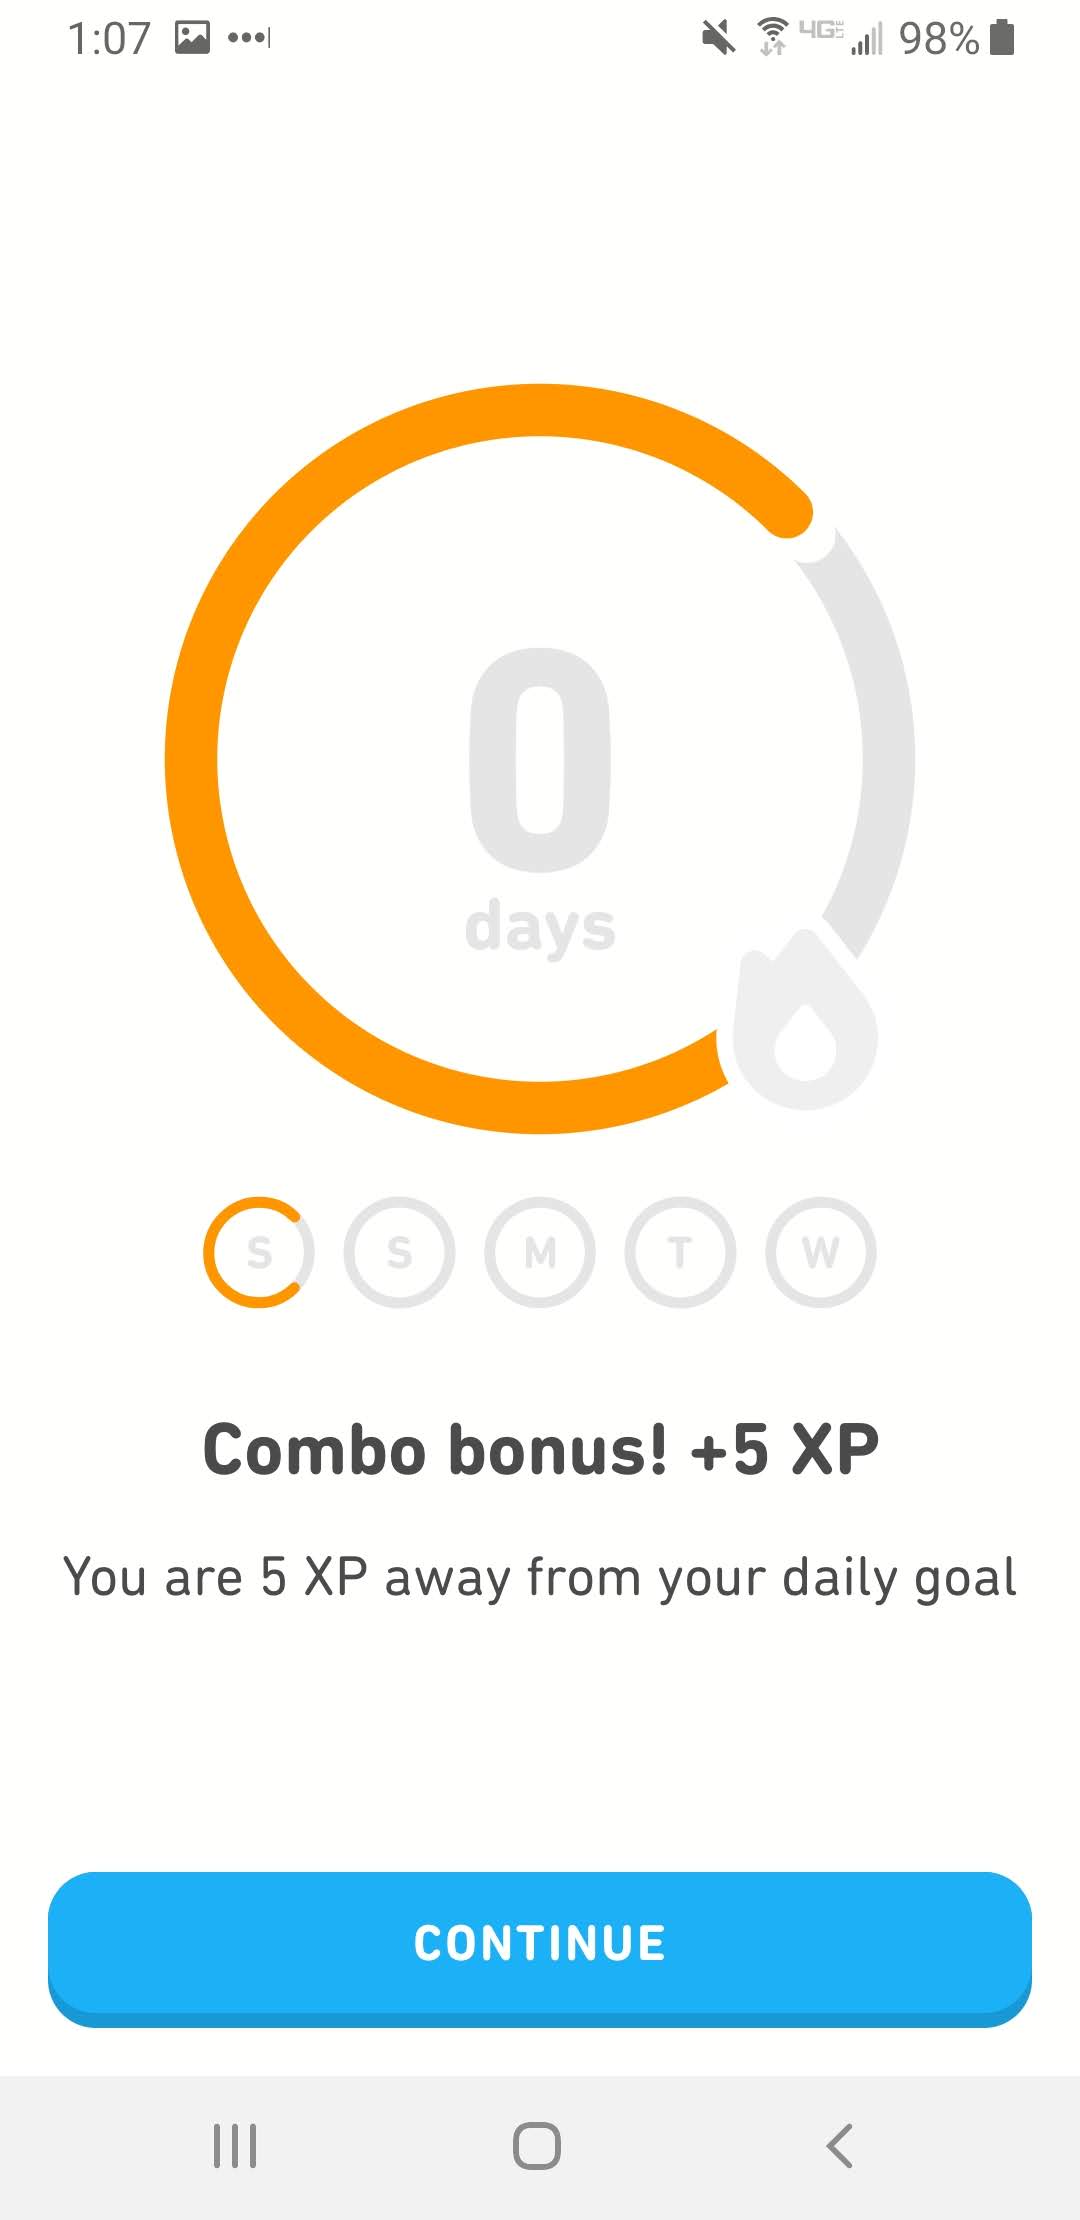 1:07 4G LTE 98%
0
days
S S M T W
Combo bonus! +5 XP
You are 5 XP away from your daily goal
CONTINUE